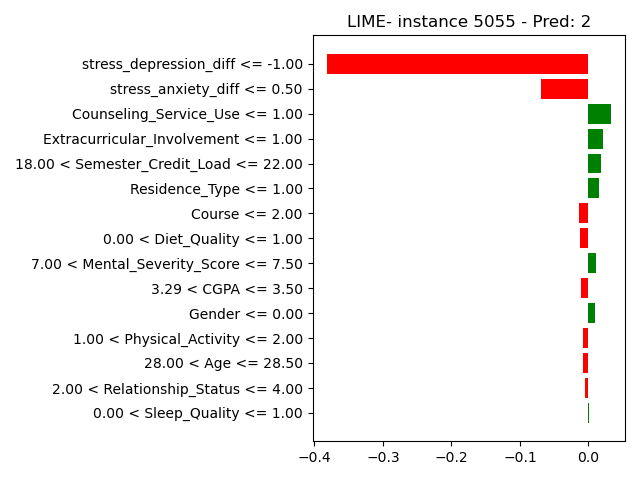 LIME- instance 5055 - Pred: 2
stress_depression_diff <= -1.00
stress_anxiety_diff <= 0.50
Counseling_Service_Use <= 1.00
Extracurricular_Involvement <= 1.00
18.00 < Semester_Credit_Load <= 22.00
Residence_Type <= 1.00
Course <= 2.00
0.00 < Diet_Quality <= 1.00
7.00 < Mental_Severity_Score <= 7.50
3.29 < CGPA <= 3.50
Gender <= 0.00
1.00 < Physical_Activity <= 2.00
28.00 < Age <= 28.50
2.00 < Relationship_Status <= 4.00
0.00 < Sleep_Quality <= 1.00
−0.4 −0.3 −0.2 −0.1 0.0